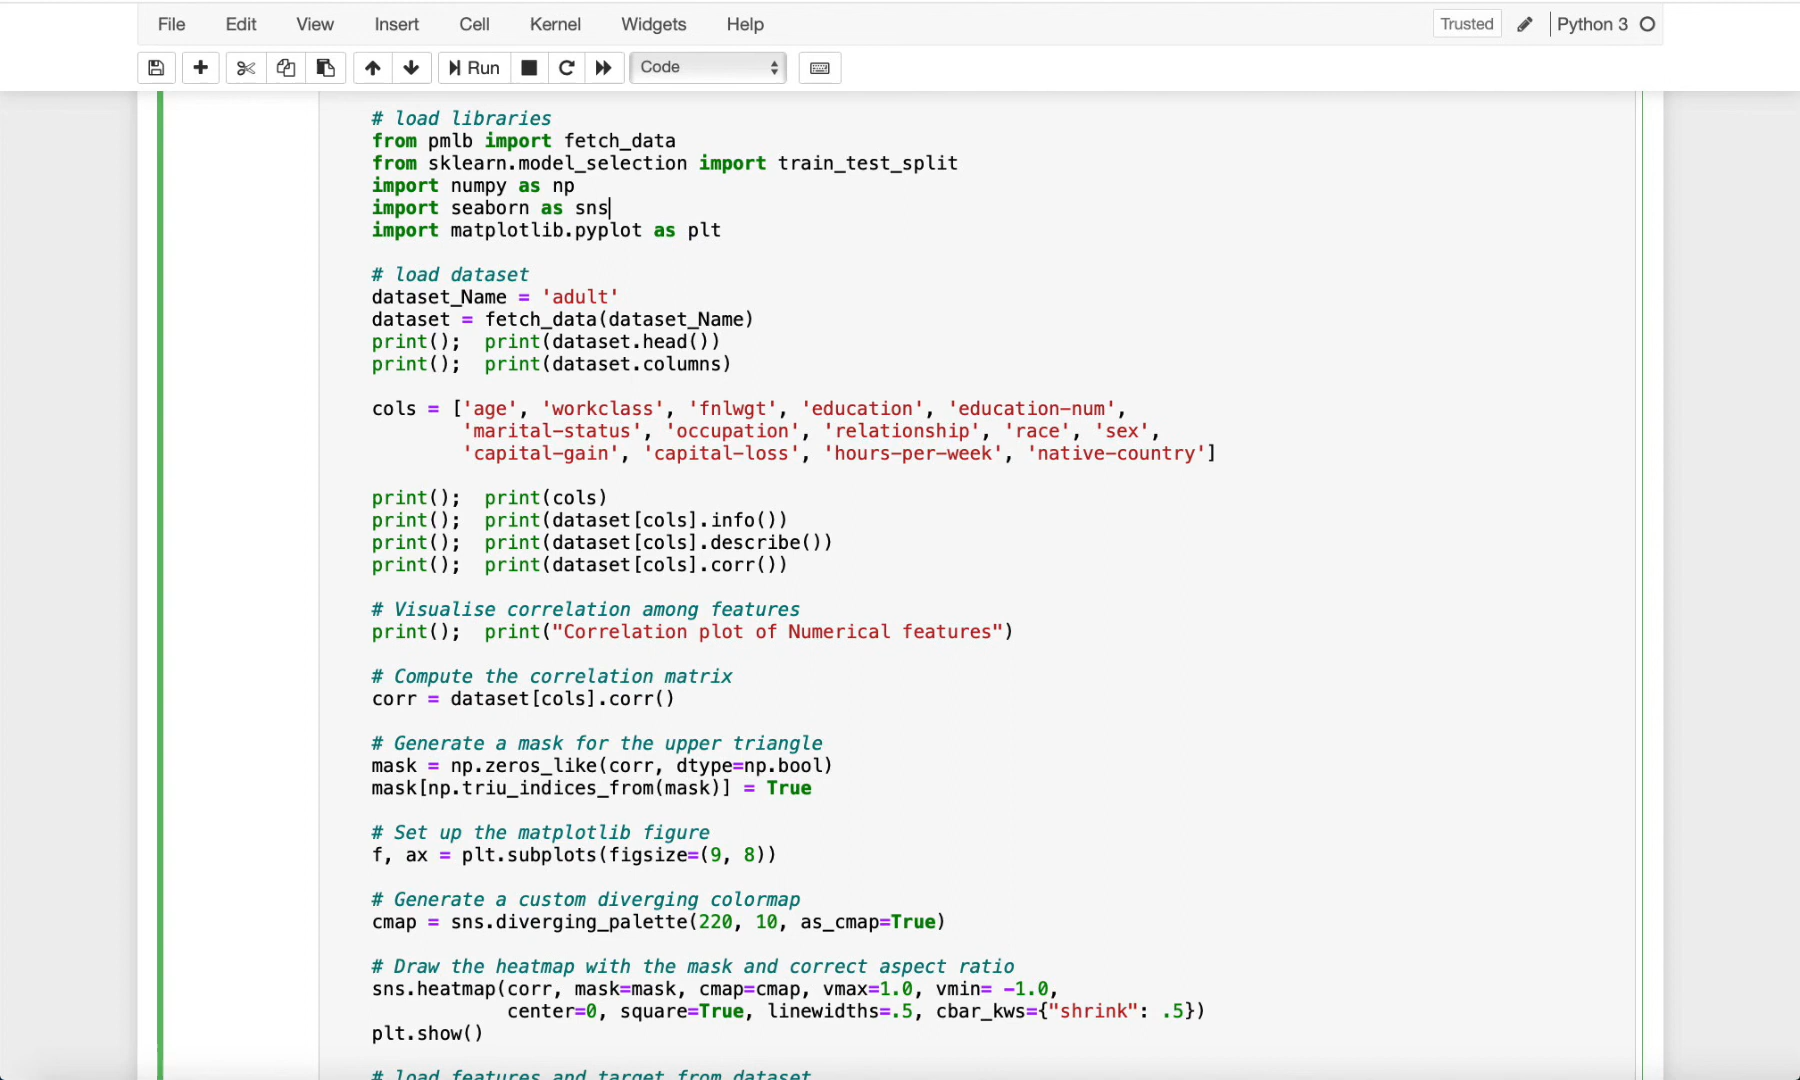 File Edit View Insert Cell Kernel Widgets Help Trusted Python 3
Run Code
# load libraries
from pmlb import fetch_data
from sklearn.model_selection import train_test_split
import numpy as np
import seaborn as sns
import matplotlib.pyplot as plt
# load dataset
dataset_Name = 'adult'
dataset = fetch_data(dataset_Name)
print();  print(dataset.head())
print();  print(dataset.columns)
cols = ['age', 'workclass', 'fnlwgt', 'education', 'education-num',
'marital-status', 'occupation', 'relationship', 'race', 'sex',
'capital-gain', 'capital-loss', 'hours-per-week', 'native-country']
print();  print(cols)
print();  print(dataset[cols].info())
print();  print(dataset[cols].describe())
print();  print(dataset[cols].corr())
# Visualise correlation among features
print();  print("Correlation plot of Numerical features")
# Compute the correlation matrix
corr = dataset[cols].corr()
# Generate a mask for the upper triangle
mask = np.zeros_like(corr, dtype=np.bool)
mask[np.triu_indices_from(mask)] = True
# Set up the matplotlib figure
f, ax = plt.subplots(figsize=(9, 8))
# Generate a custom diverging colormap
cmap = sns.diverging_palette(220, 10, as_cmap=True)
# Draw the heatmap with the mask and correct aspect ratio
sns.heatmap(corr, mask=mask, cmap=cmap, vmax=1.0, vmin= -1.0,
center=0, square=True, linewidths=.5, cbar_kws={"shrink": .5})
plt.show()
# load features and target from dataset